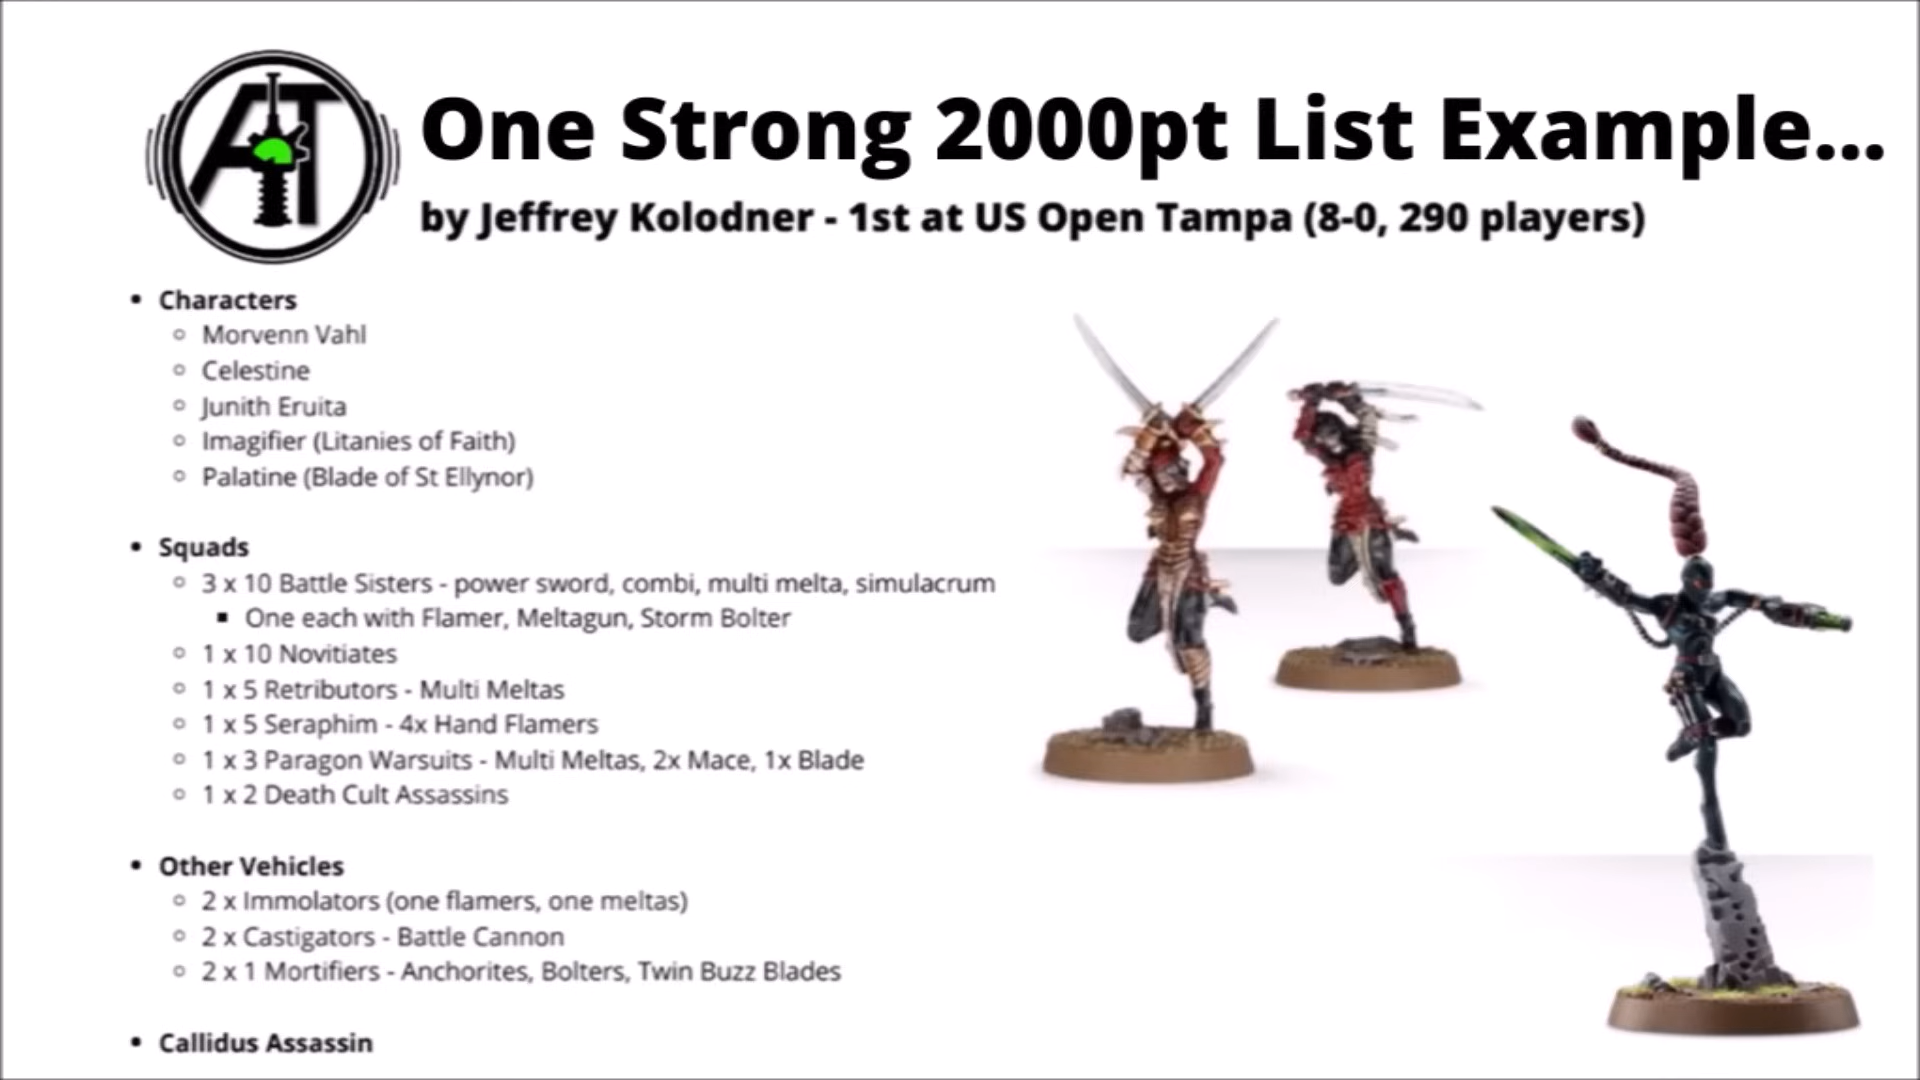 AT
One Strong 2000pt List Example...
by Jeffrey Kolodner - 1st at US Open Tampa (8-0, 290 players)
• Characters
○ Morvenn Vahl
○ Celestine
○ Junith Eruita
○ Imagifier (Litanies of Faith)
○ Palatine (Blade of St Ellynor)
• Squads
○ 3 x 10 Battle Sisters - power sword, combi, multi melta, simulacrum
▪ One each with Flamer, Meltagun, Storm Bolter
○ 1 x 10 Novitiates
○ 1 x 5 Retributors - Multi Meltas
○ 1 x 5 Seraphim - 4x Hand Flamers
○ 1 x 3 Paragon Warsuits - Multi Meltas, 2x Mace, 1x Blade
○ 1 x 2 Death Cult Assassins
• Other Vehicles
○ 2 x Immolators (one flamers, one meltas)
○ 2 x Castigators - Battle Cannon
○ 2 x 1 Mortifiers - Anchorites, Bolters, Twin Buzz Blades
• Callidus Assassin